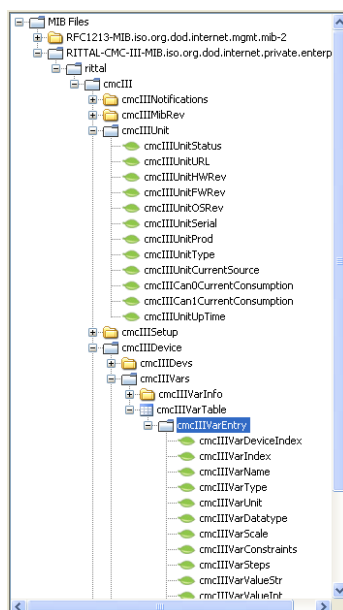 MIB Files
RFC1213-MIB.iso.org.dod.internet.mgmt.mib-2
RITTAL-CMC-III-MIB.iso.org.dod.internet.private.enterp
rittal
cmcIII
cmcIIINotifications
cmcIIIMibRev
cmcIIIUnit
cmcIIIUnitStatus
cmcIIIUnitURL
cmcIIIUnitHWRev
cmcIIIUnitFWRev
cmcIIIUnitOSRev
cmcIIIUnitSerial
cmcIIIUnitProd
cmcIIIUnitType
cmcIIIUnitCurrentSource
cmcIIICan0CurrentConsumption
cmcIIICan1CurrentConsumption
cmcIIIUnitUpTime
cmcIIISetup
cmcIIIDevice
cmcIIIDevs
cmcIIIVars
cmcIIIVarInfo
cmcIIIVarTable
cmcIIIVarEntry
cmcIIIVarDeviceIndex
cmcIIIVarIndex
cmcIIIVarName
cmcIIIVarType
cmcIIIVarUnit
cmcIIIVarDatatype
cmcIIIVarScale
cmcIIIVarConstraints
cmcIIIVarSteps
cmcIIIVarValueStr
cmcIIIVarValueInt